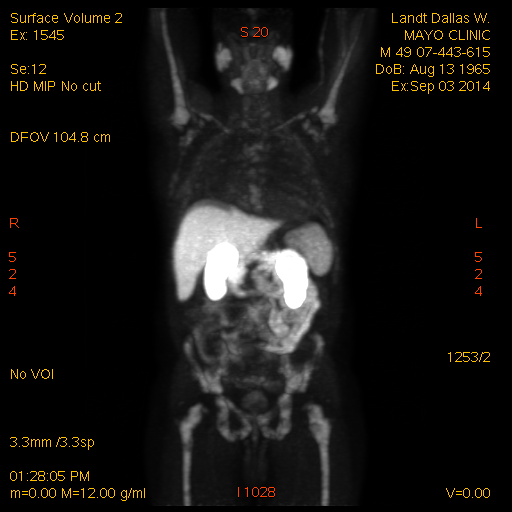 Surface Volume 2
Ex: 1545
Se:12
HD MIP No cut
DFOV 104.8 cm
S 20
Landt Dallas W.
MAYO CLINIC
M 49 07-443-615
DoB: Aug 13 1965
Ex:Sep 03 2014
R
5
2
4
L
5
2
4
1253/2
No VOI
3.3mm /3.3sp
01:28:05 PM
m=0.00 M=12.00 g/ml
I 1028
V=0.00